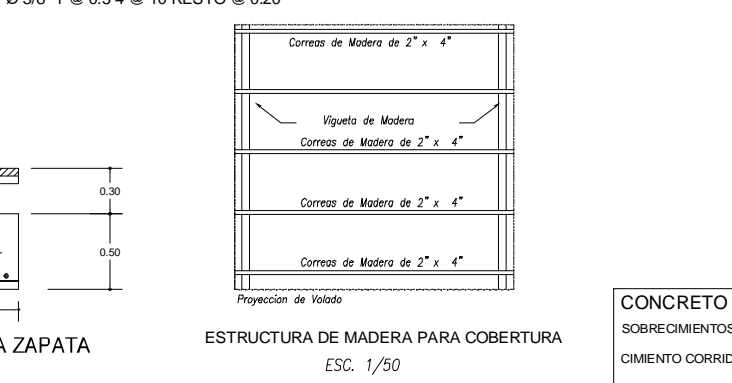 Correas de Madera de 2" x 4"
Vigueta de Madera
Correas de Madera de 2" x 4"
0.30
Correas de Madera de 2" x 4"
0.50
Correas de Madera de 2" x 4"
Proyeccion de Volado
CONCRETO
SOBRECIMIENTOS
ESTRUCTURA DE MADERA PARA COBERTURA
ZAPATA
CIMIENTO CORRID
ESC. 1/50